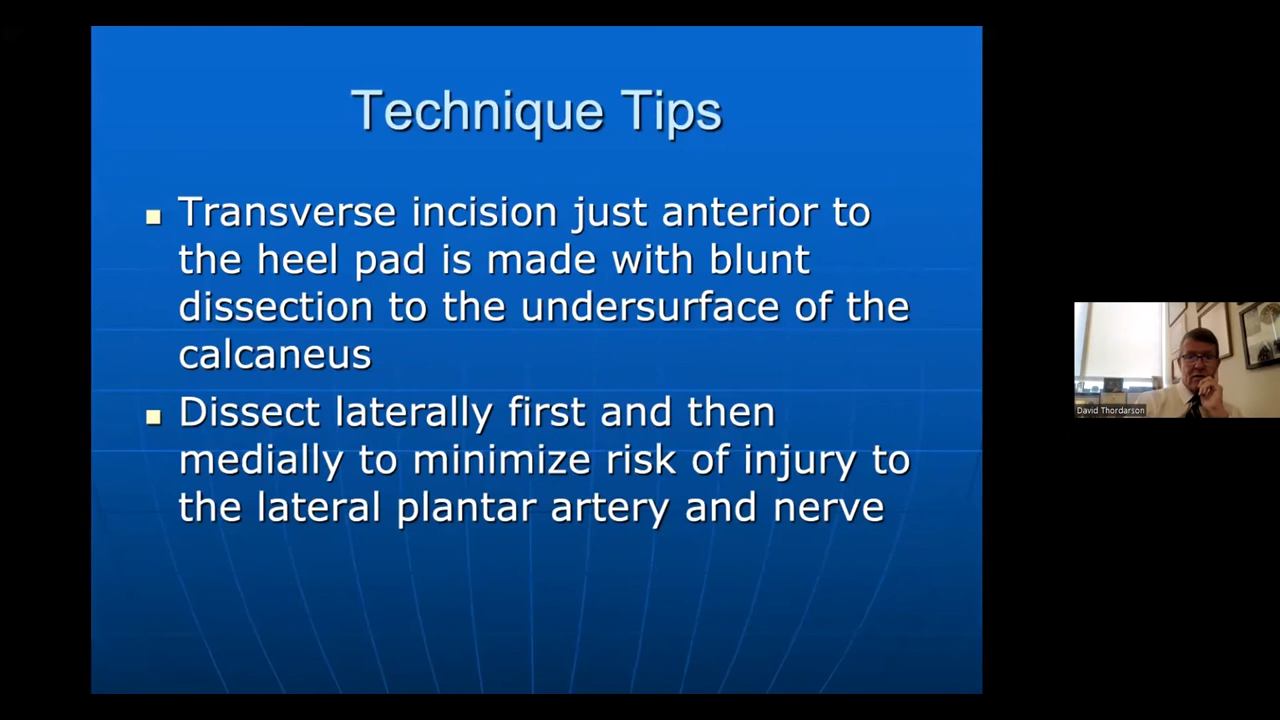 Technique Tips
Transverse incision just anterior to
the heel pad is made with blunt
dissection to the undersurface of the
calcaneus
Dissect laterally first and then
medially to minimize risk of injury to
the lateral plantar artery and nerve
David Thordarson